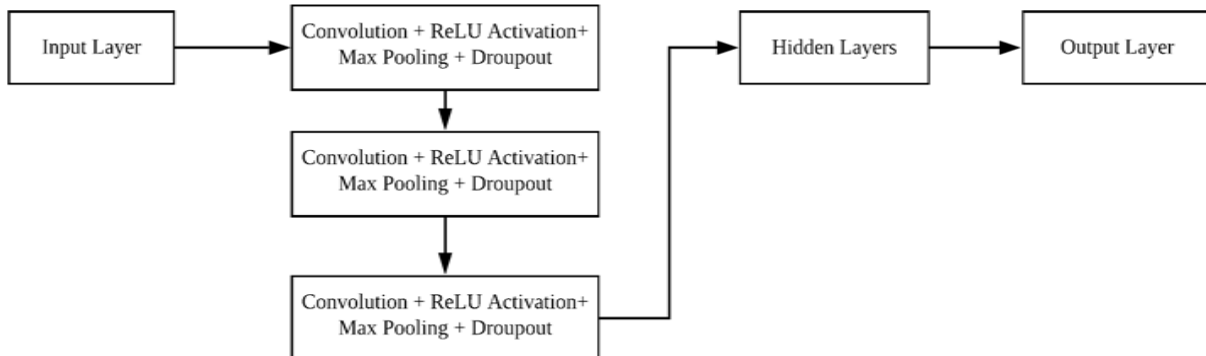 Input Layer
Convolution + ReLU Activation+
Max Pooling + Droupout
Convolution + ReLU Activation+
Max Pooling + Droupout
Convolution + ReLU Activation+
Max Pooling + Droupout
Hidden Layers
Output Layer